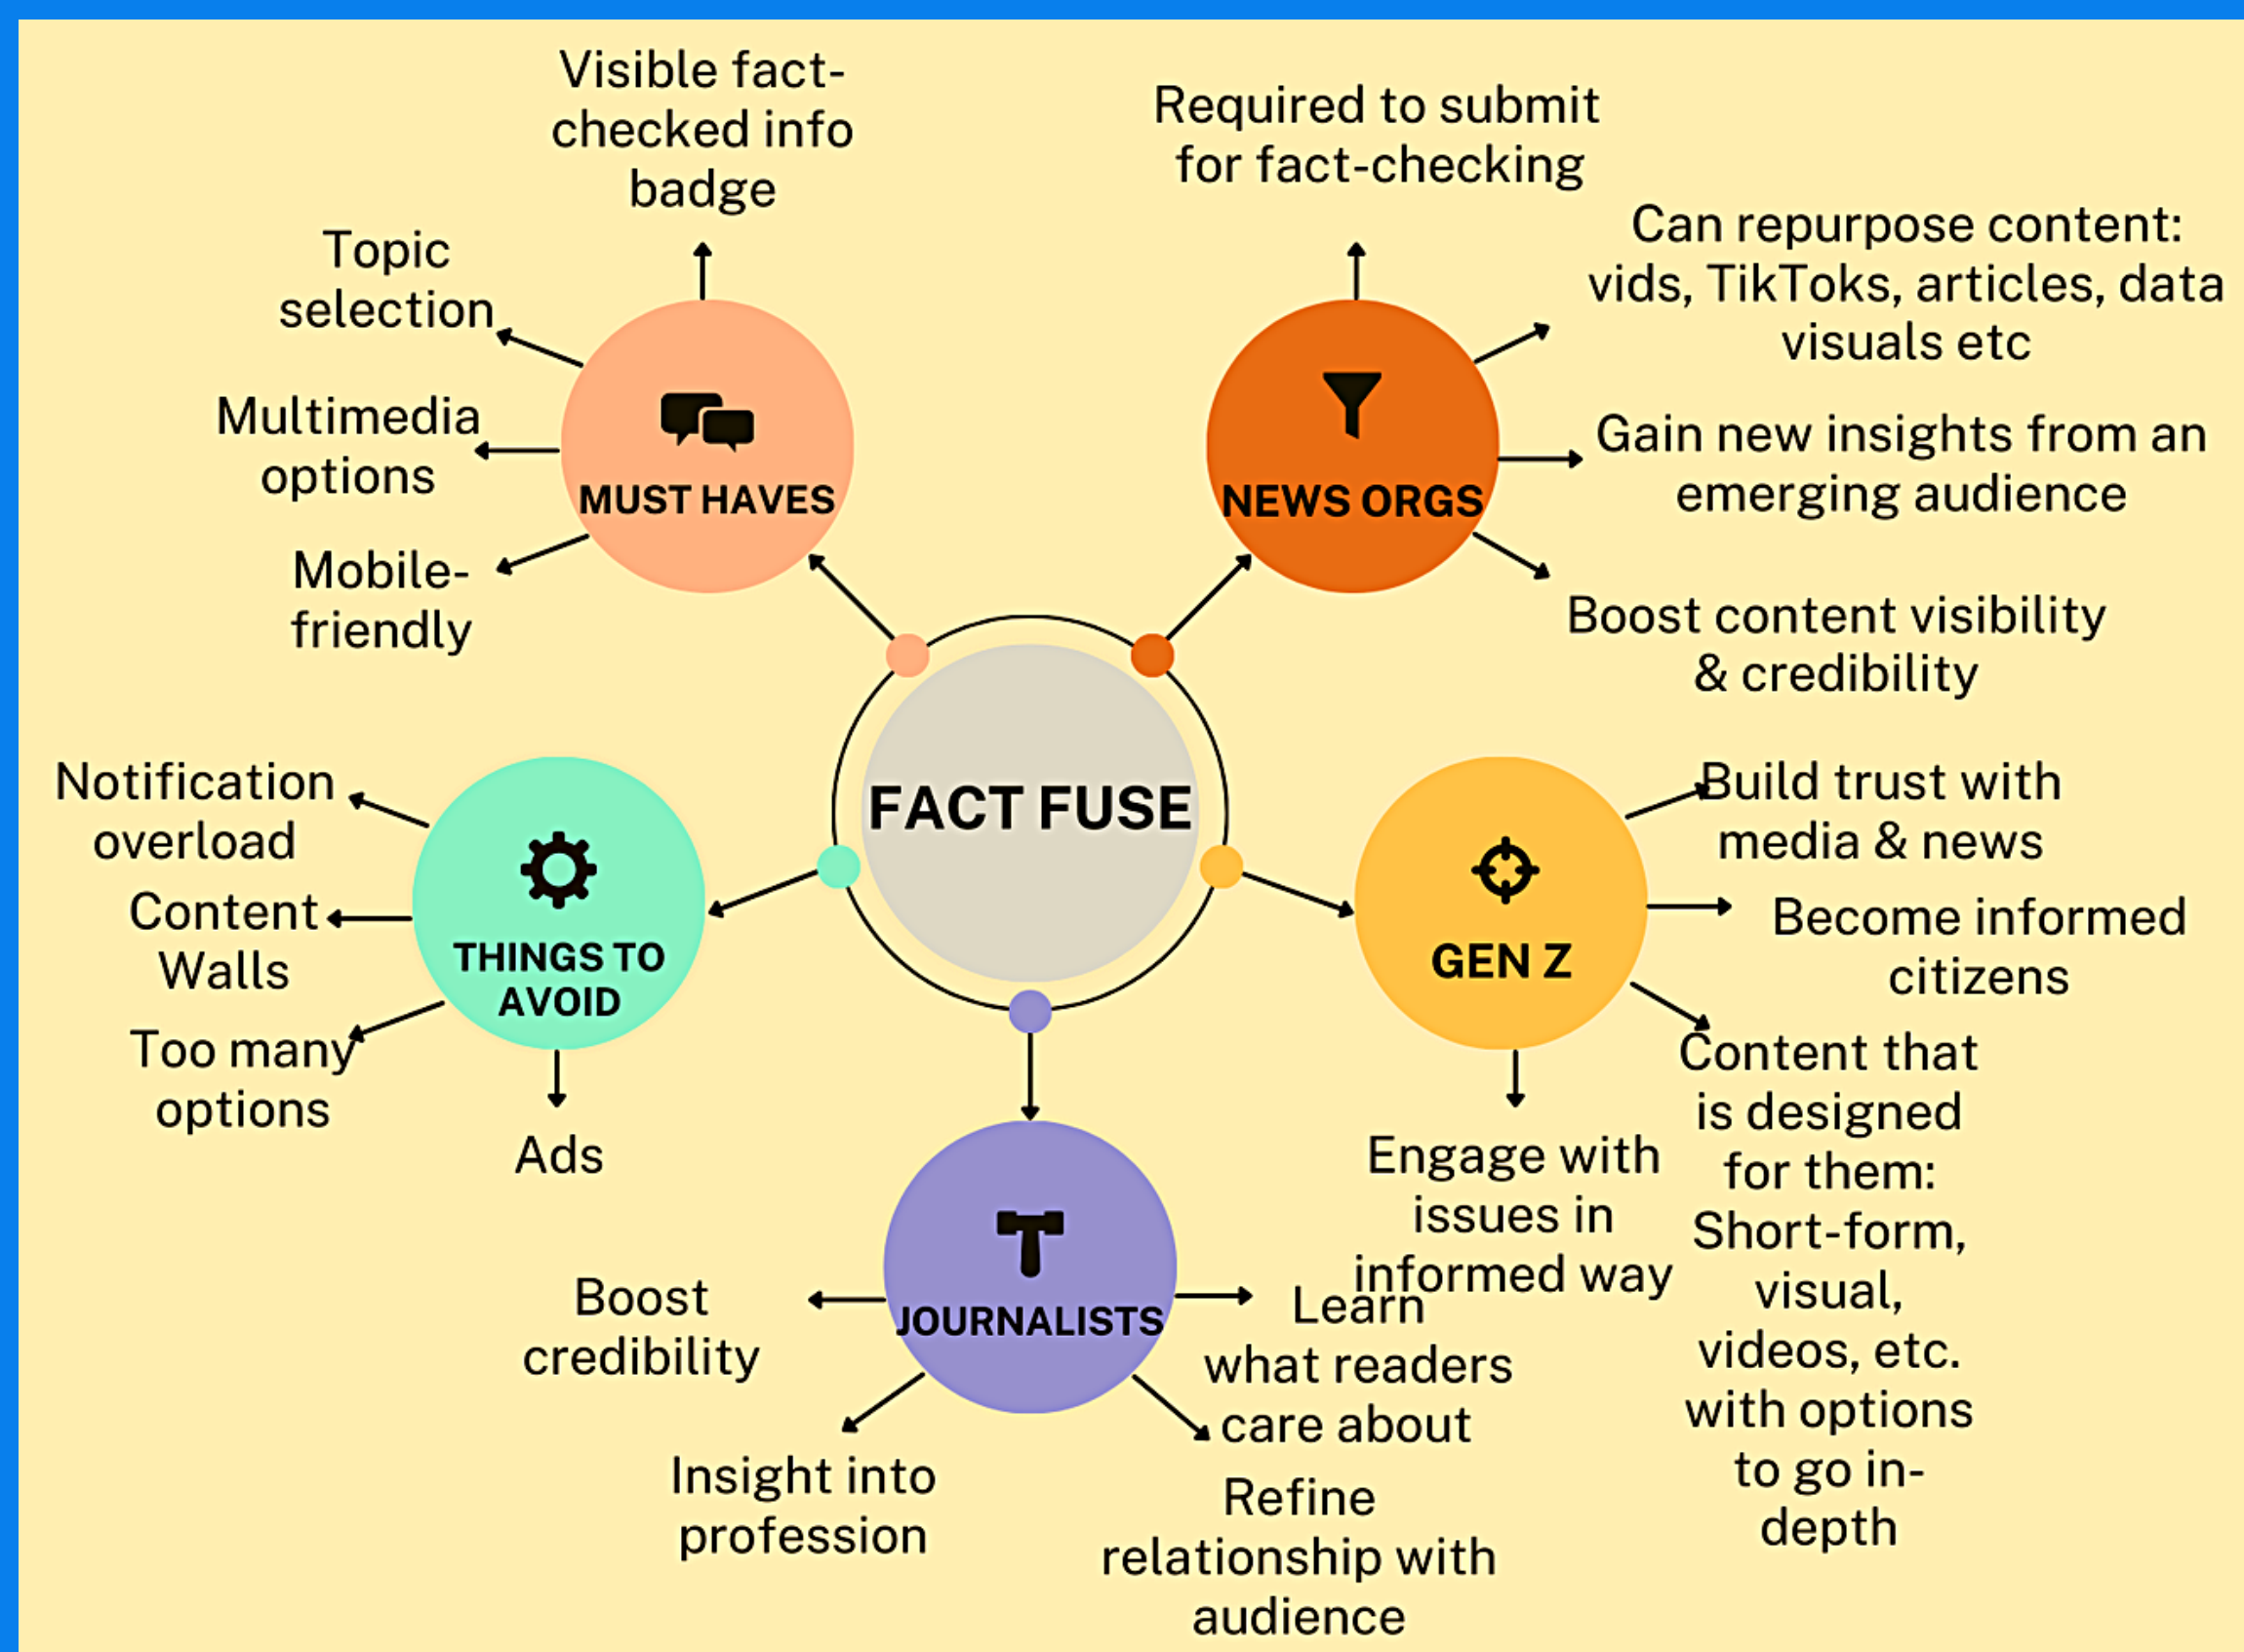 Visible fact-
checked info
badge
Topic
selection
Multimedia
options
Mobile-
friendly
MUST HAVES
Required to submit
for fact-checking
Can repurpose content:
vids, TikToks, articles, data
visuals etc
Gain new insights from an
emerging audience
Boost content visibility
& credibility
NEWS ORGS
FACT FUSE
Notification
overload
Content
Walls
Too many
options
Ads
THINGS TO
AVOID
Build trust with
media & news
Become informed
citizens
Content that
is designed
for them:
Short-form,
visual,
videos, etc.
with options
to go in-
depth
Engage with
issues in
informed way
GEN Z
JOURNALISTS
Boost
credibility
Insight into
profession
Learn
what readers
care about
Refine
relationship with
audience